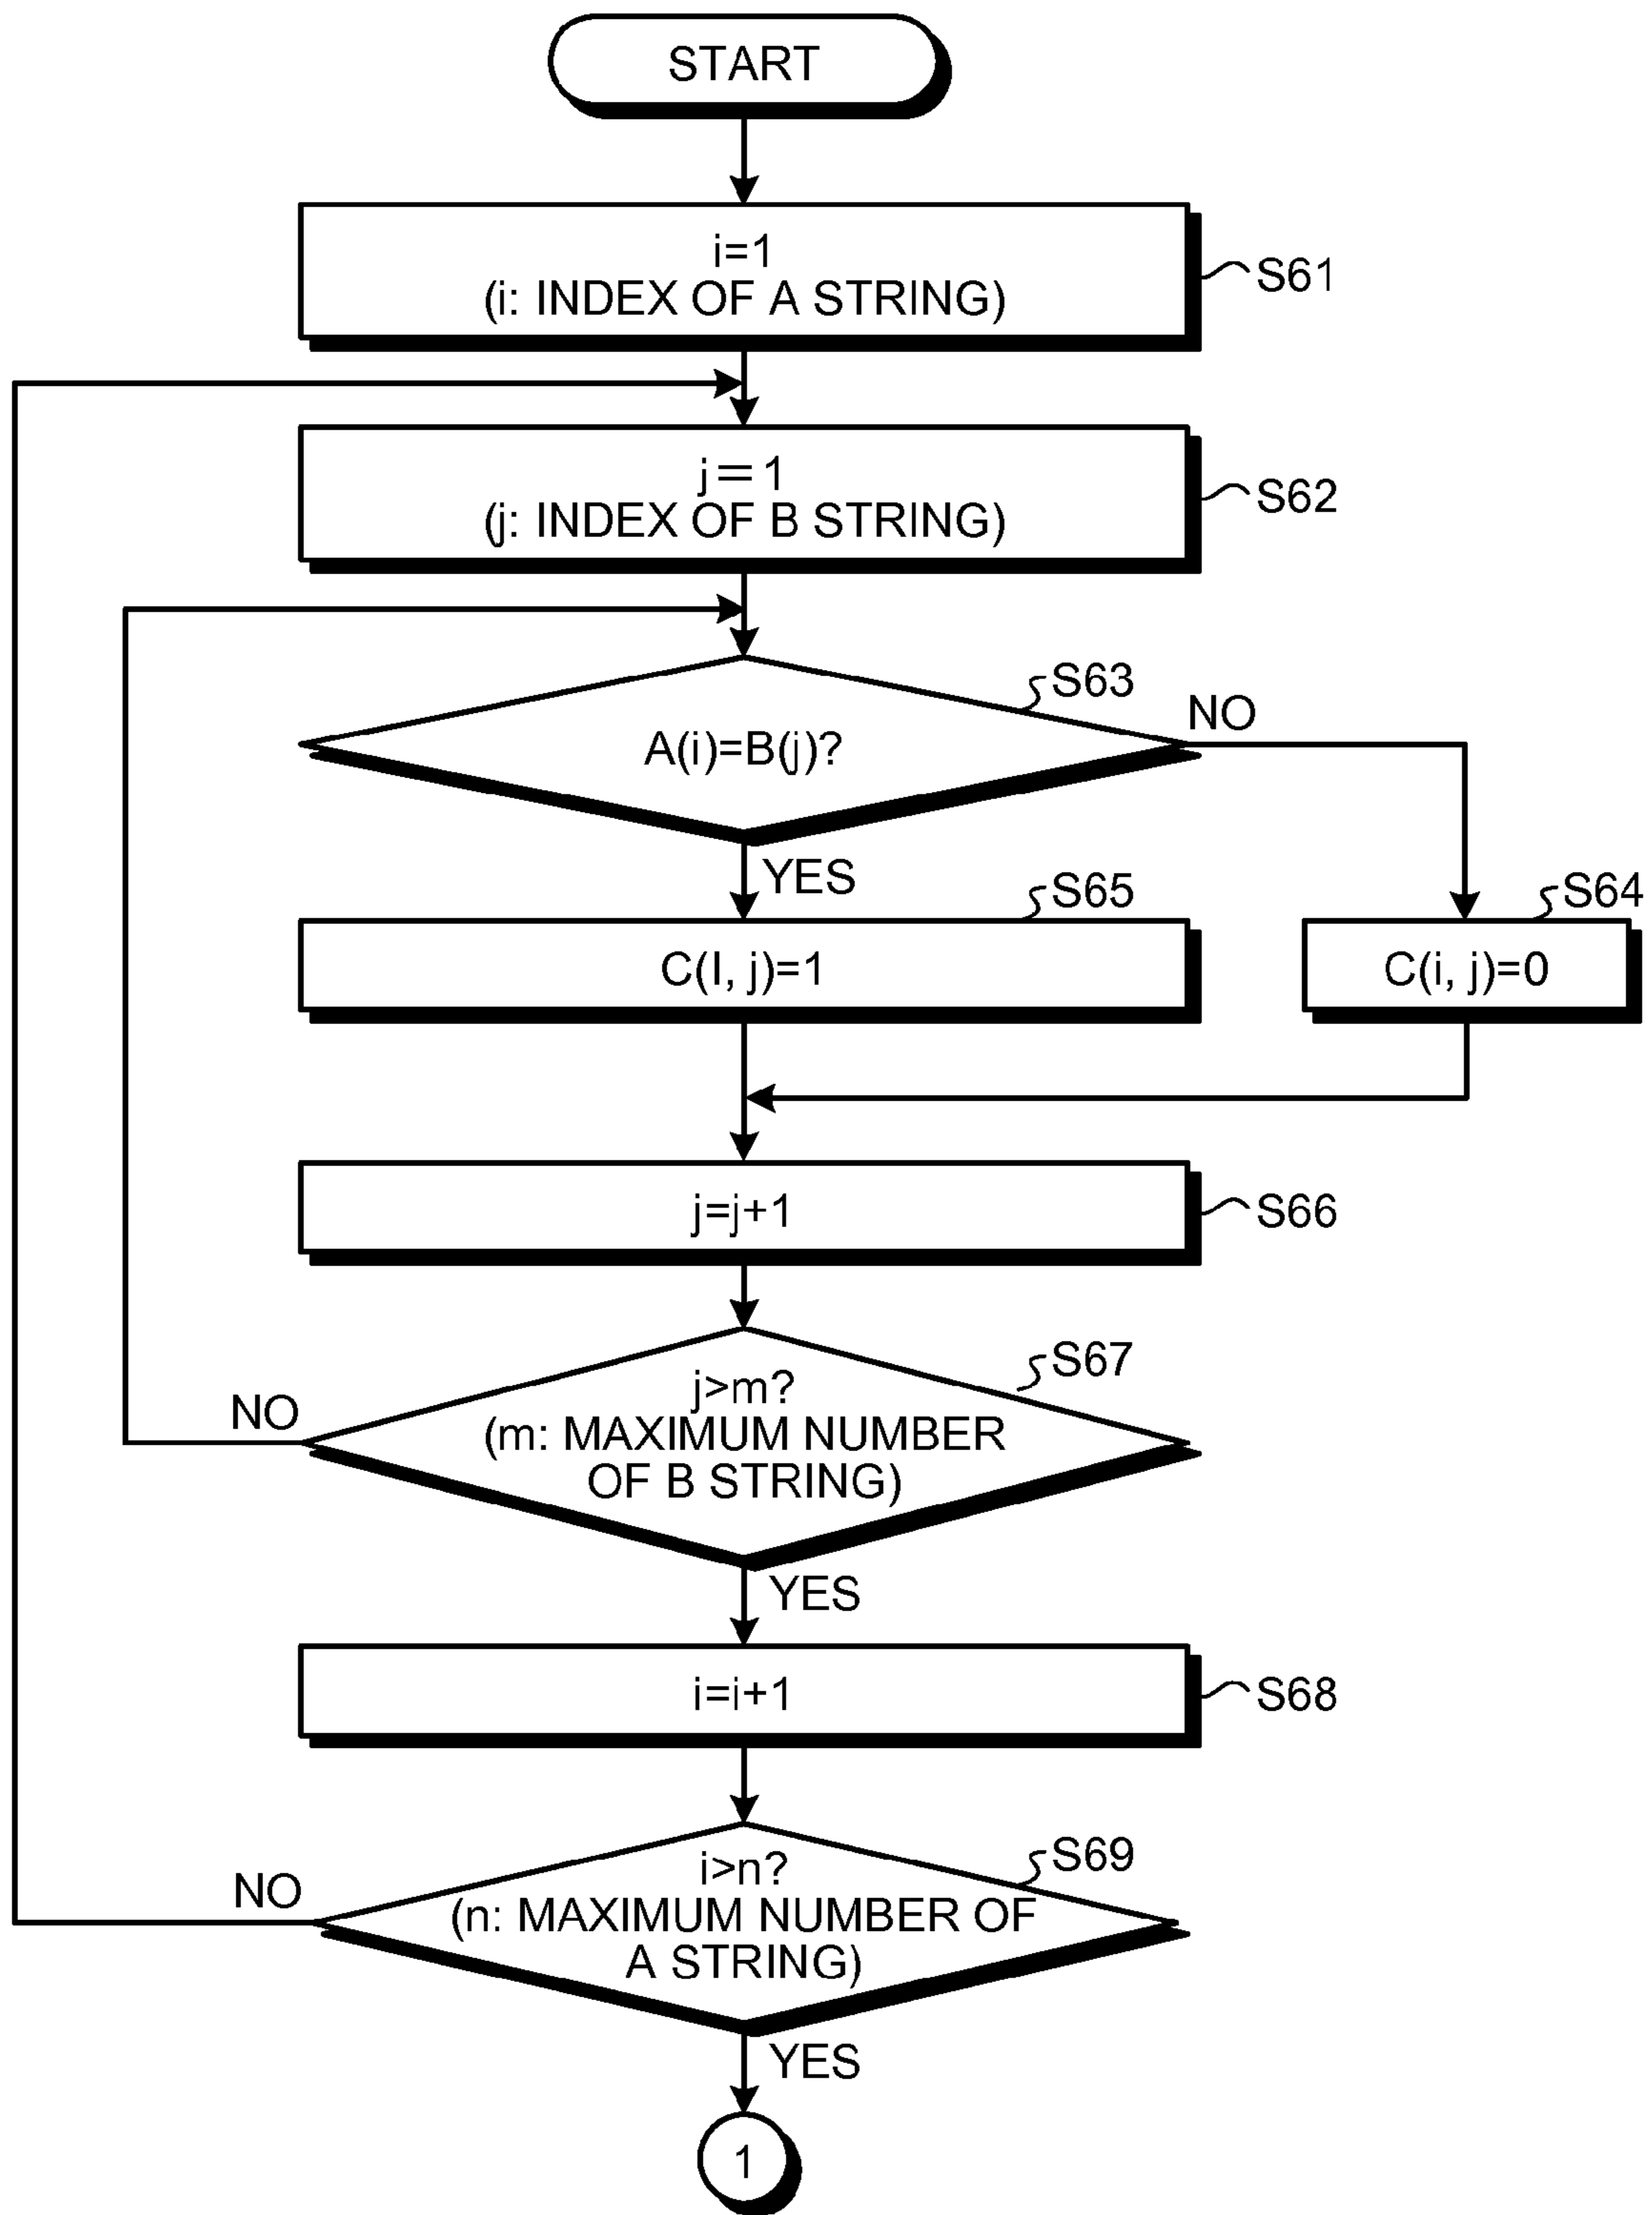 START
i=1
(i: INDEX OF A STRING)
S61
j=1
(j: INDEX OF B STRING)
S62
S63
NO
A(i)=B(j)?
YES
S65
S64
C(I, j)=1
C(i, j)=0
j=j+1
S66
S67
j>m?
NO
(m: MAXIMUM NUMBER
OF B STRING)
YES
i=i+1
S68
S69
i>n?
NO
(n: MAXIMUM NUMBER OF
A STRING)
YES
1